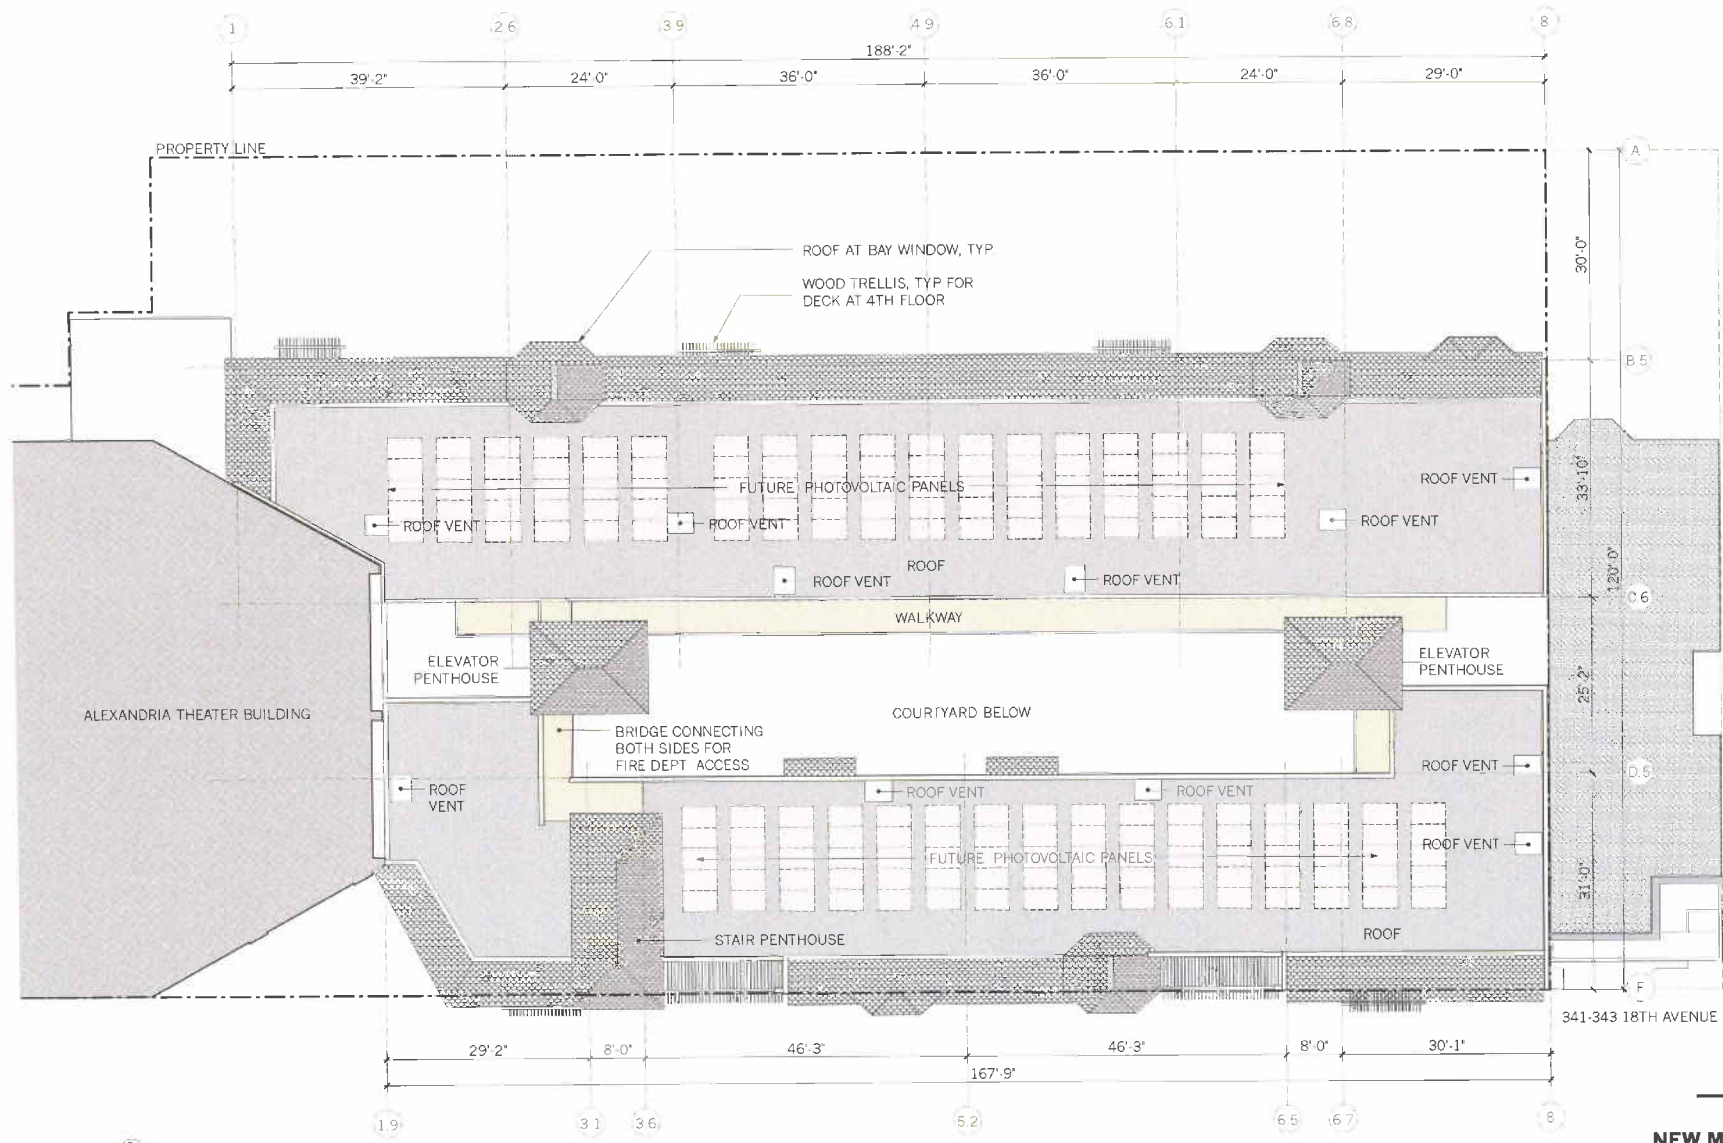 1
2.6
3.9
4.9
6.1
6.8
8
188'-2"
39'-2"
24'-0"
36'-0"
36'-0"
24'-0"
29'-0"
PROPERTY LINE
A
30'-0"
ROOF AT BAY WINDOW, TYP
WOOD TRELLIS, TYP FOR
DECK AT 4TH FLOOR
B.5
33'-10"
ROOF VENT
FUTURE PHOTOVOLTAIC PANELS
ROOF VENT
ROOF VENT
ROOF VENT
ROOF
ROOF VENT
ROOF VENT
120'-0"
C.6
WALKWAY
ELEVATOR
PENTHOUSE
ELEVATOR
PENTHOUSE
25'-2"
ALEXANDRIA THEATER BUILDING
COURTYARD BELOW
BRIDGE CONNECTING
BOTH SIDES FOR
FIRE DEPT ACCESS
ROOF VENT
D.5
ROOF
VENT
ROOF VENT
ROOF VENT
ROOF VENT
FUTURE PHOTOVOLTAIC PANELS
31'-0"
STAIR PENTHOUSE
ROOF
F
341-343 18TH AVENUE
29'-2"
8'-0"
46'-3"
46'-3"
8'-0"
30'-1"
167'-9"
1.9
3.1
3.6
5.2
6.5
6.7
8
NEW M